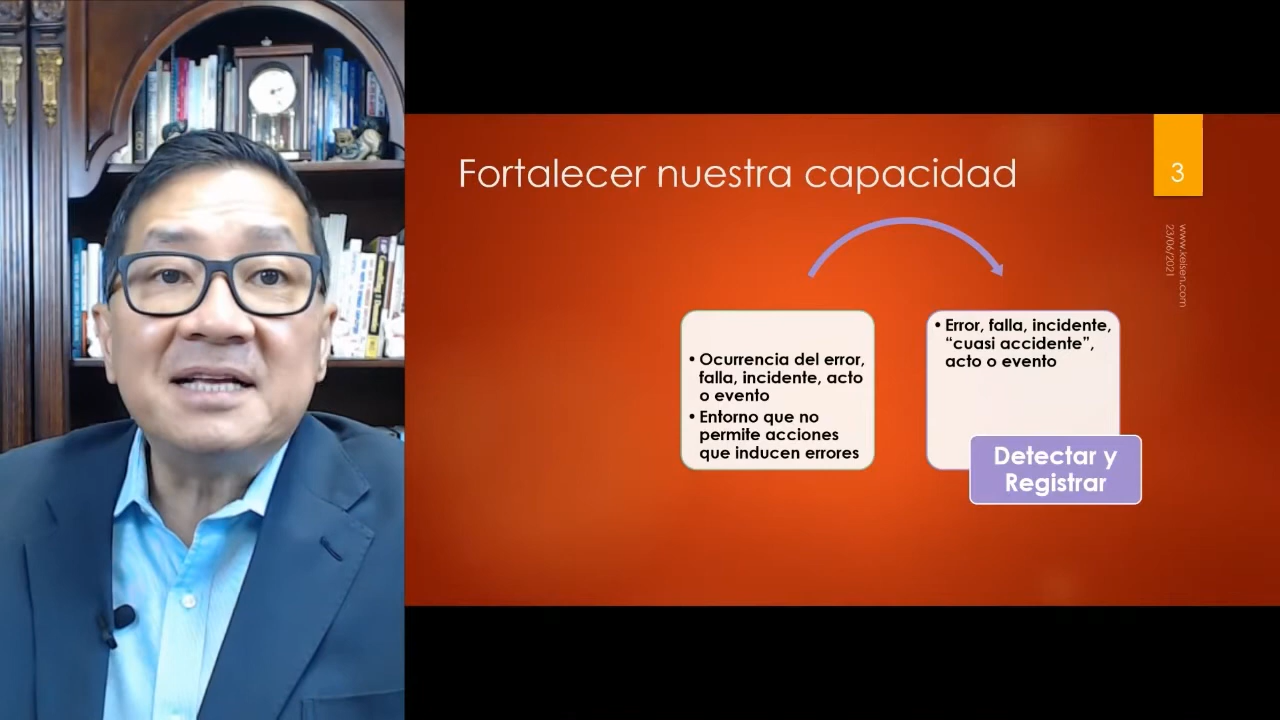 Fortalecer nuestra capacidad
3
www.kelsen.com
23/06/2021
• Ocurrencia del error,
falla, incidente, acto
o evento
• Entorno que no
permite acciones
que inducen errores
• Error, falla, incidente,
“cuasi accidente”,
acto o evento
Detectar y
Registrar